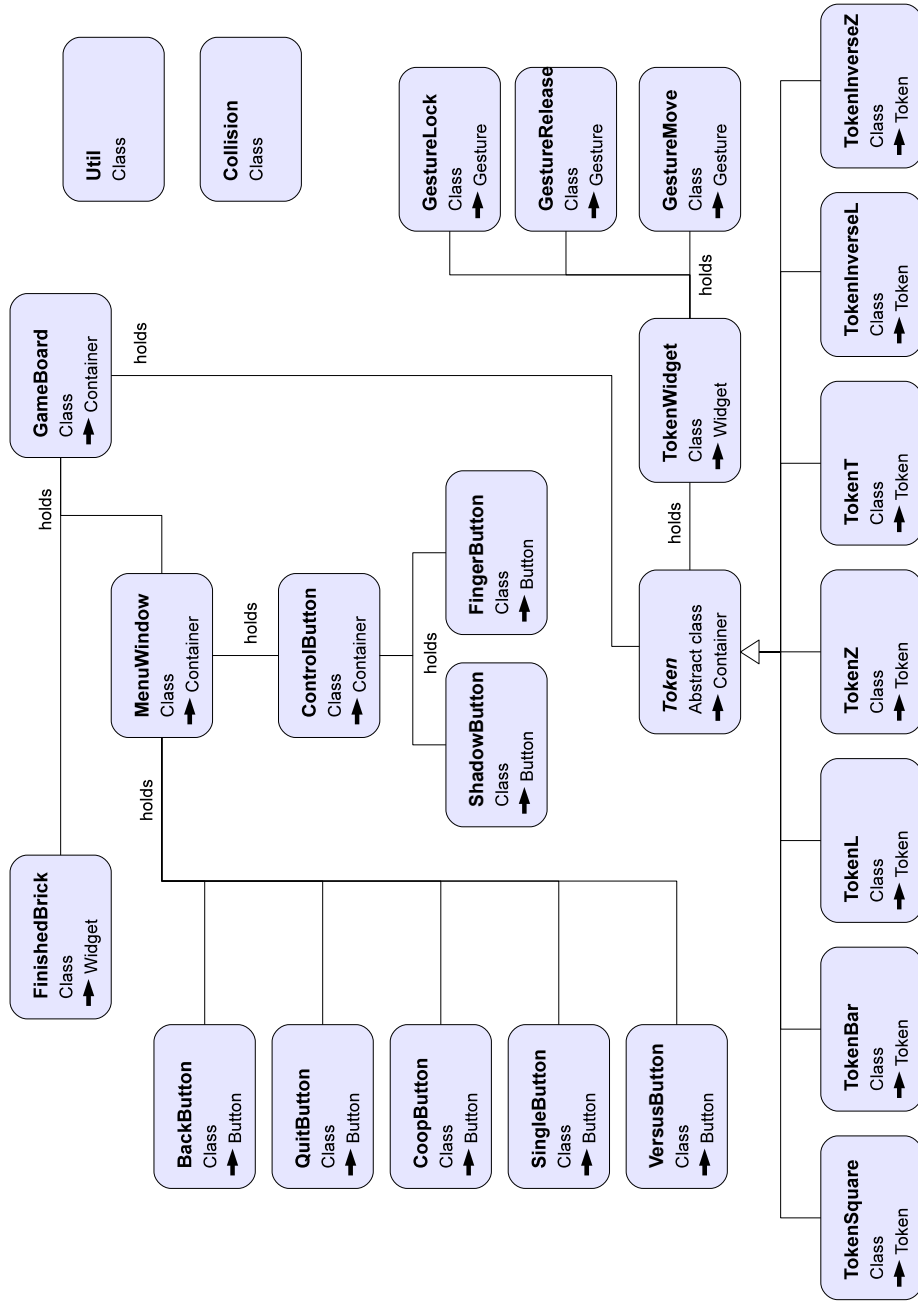 FinishedBrick
Class
➔ Widget
GameBoard
Class
➔ Container
Util
Class
Collision
Class
holds
holds
MenuWindow
Class
➔ Container
holds
holds
ControlButton
Class
➔ Container
holds
ShadowButton
Class
➔ Button
FingerButton
Class
➔ Button
BackButton
Class
➔ Button
QuitButton
Class
➔ Button
CoopButton
Class
➔ Button
SingleButton
Class
➔ Button
VersusButton
Class
➔ Button
GestureLock
Class
➔ Gesture
GestureRelease
Class
➔ Gesture
GestureMove
Class
➔ Gesture
holds
TokenWidget
Class
➔ Widget
holds
Token
Abstract class
➔ Container
TokenSquare
Class
➔ Token
TokenBar
Class
➔ Token
TokenL
Class
➔ Token
TokenZ
Class
➔ Token
TokenT
Class
➔ Token
TokenInverseL
Class
➔ Token
TokenInverseZ
Class
➔ Token